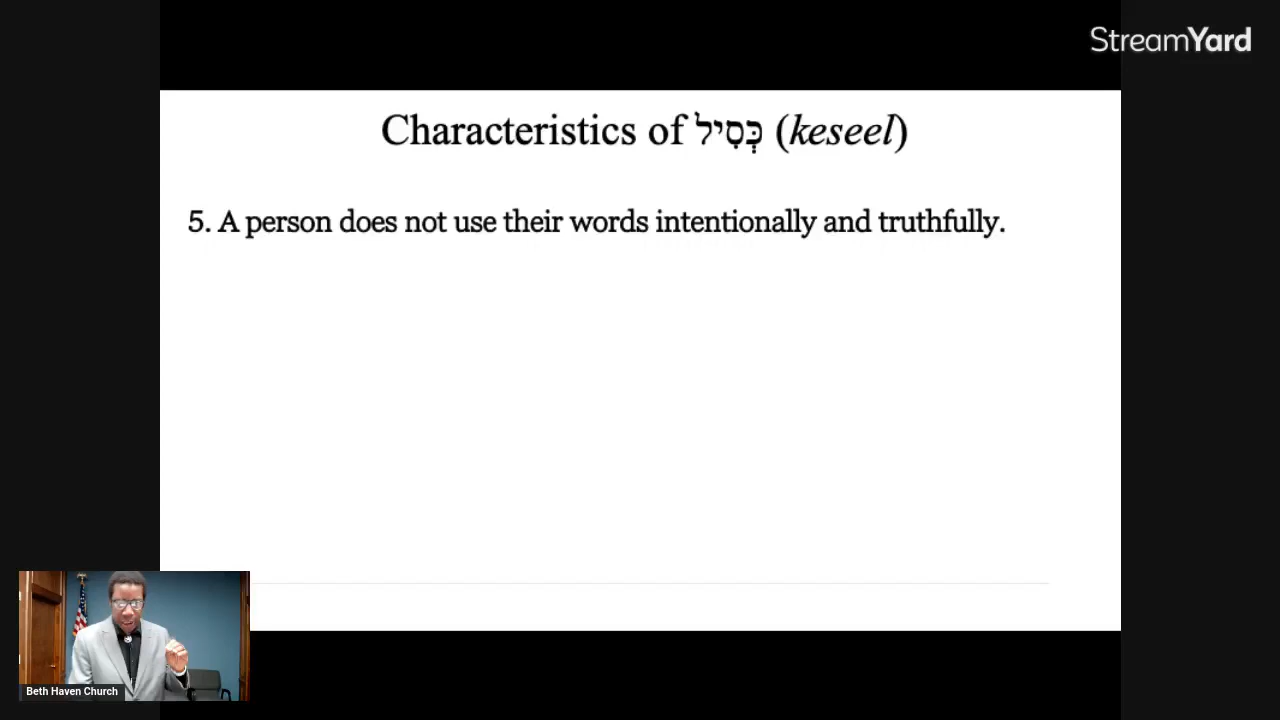 StreamYard
Characteristics of כְּסִיל (keseel)
5. A person does not use their words intentionally and truthfully.
Beth Haven Church